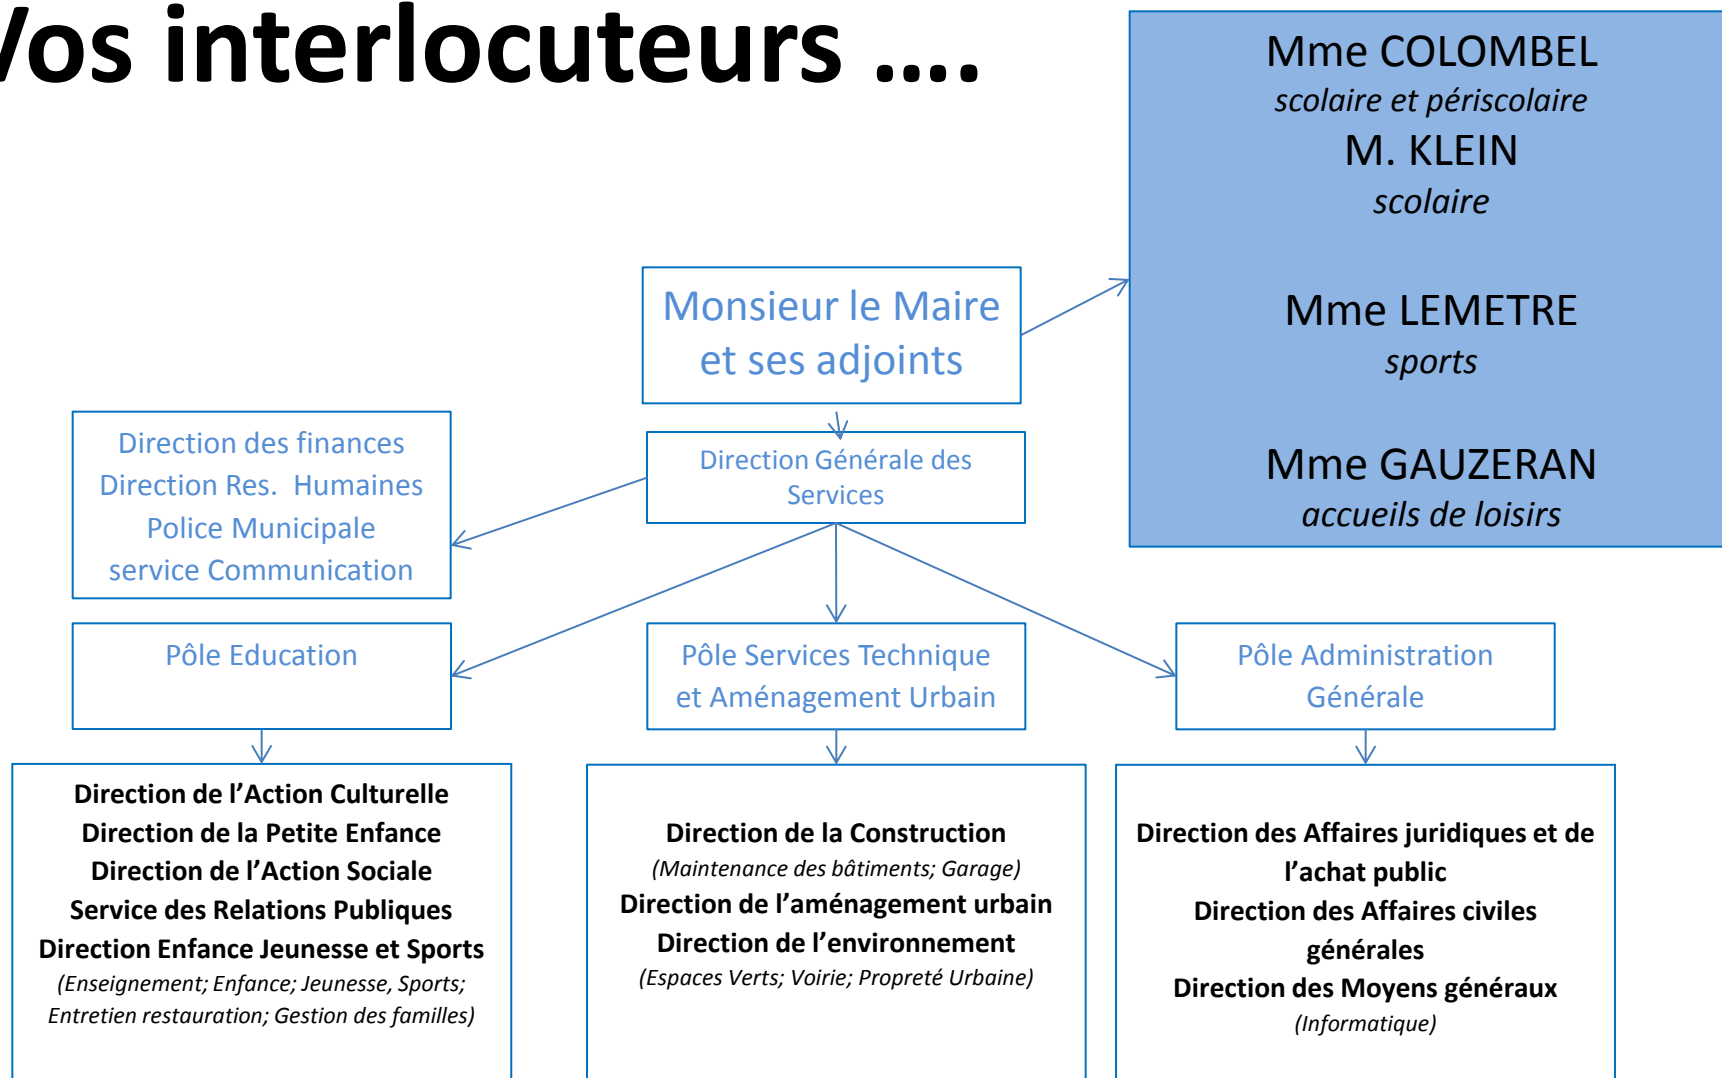 Vos interlocuteurs ....
Mme COLOMBEL
scolaire et périscolaire
M. KLEIN
scolaire
Mme LEMETRE
sports
Mme GAUZERAN
accueils de loisirs
Monsieur le Maire
et ses adjoints
Direction des finances
Direction Res. Humaines
Police Municipale
service Communication
Direction Générale des
Services
Pôle Education
Pôle Services Technique
et Aménagement Urbain
Pôle Administration
Générale
Direction de l’Action Culturelle
Direction de la Petite Enfance
Direction de l’Action Sociale
Service des Relations Publiques
Direction Enfance Jeunesse et Sports
(Enseignement; Enfance; Jeunesse, Sports;
Entretien restauration; Gestion des familles)
Direction de la Construction
(Maintenance des bâtiments; Garage)
Direction de l’aménagement urbain
Direction de l’environnement
(Espaces Verts; Voirie; Propreté Urbaine)
Direction des Affaires juridiques et de
l’achat public
Direction des Affaires civiles
générales
Direction des Moyens généraux
(Informatique)